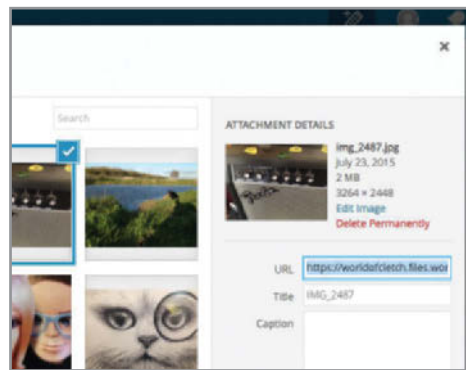 Search
ATTACHMENT DETAILS
img_2487.jpg
July 23, 2015
2 MB
3264 × 2448
Edit Image
Delete Permanently
URL https://worldofcletch.files.wor
Title IMG_2487
Caption